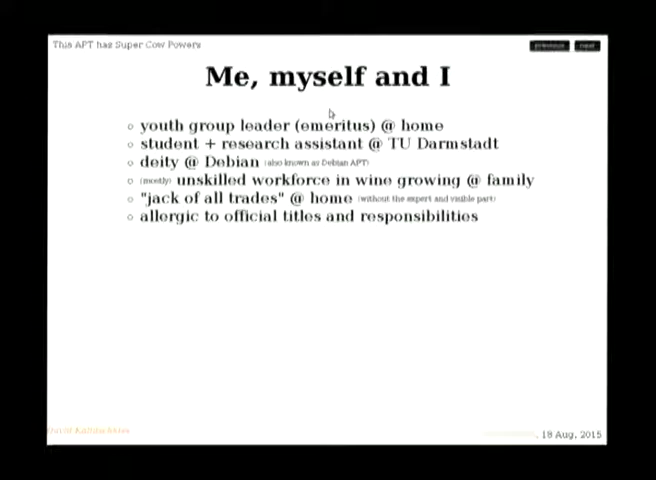 This APT has Super Cow Powers
previous next
Me, myself and I
youth group leader (emeritus) @ home
student + research assistant @ TU Darmstadt
deity @ Debian (also known as Debian APT)
(mostly) unskilled workforce in wine growing @ family
"jack of all trades" @ home (without the expert and visible part)
allergic to official titles and responsibilities
David Kalnischkies
, 18 Aug, 2015